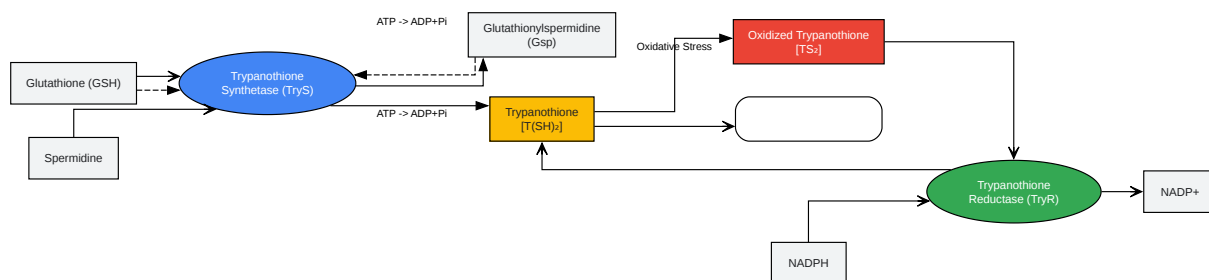 ATP -> ADP+Pi
Glutathionylspermidine
(Gsp)
Oxidized Trypanothione
[TS₂]
Oxidative Stress
Glutathione (GSH)
Trypanothione
Synthetase (TryS)
ATP -> ADP+Pi
Trypanothione
[T(SH)₂]
Spermidine
Trypanothione
Reductase (TryR)
NADP+
NADPH